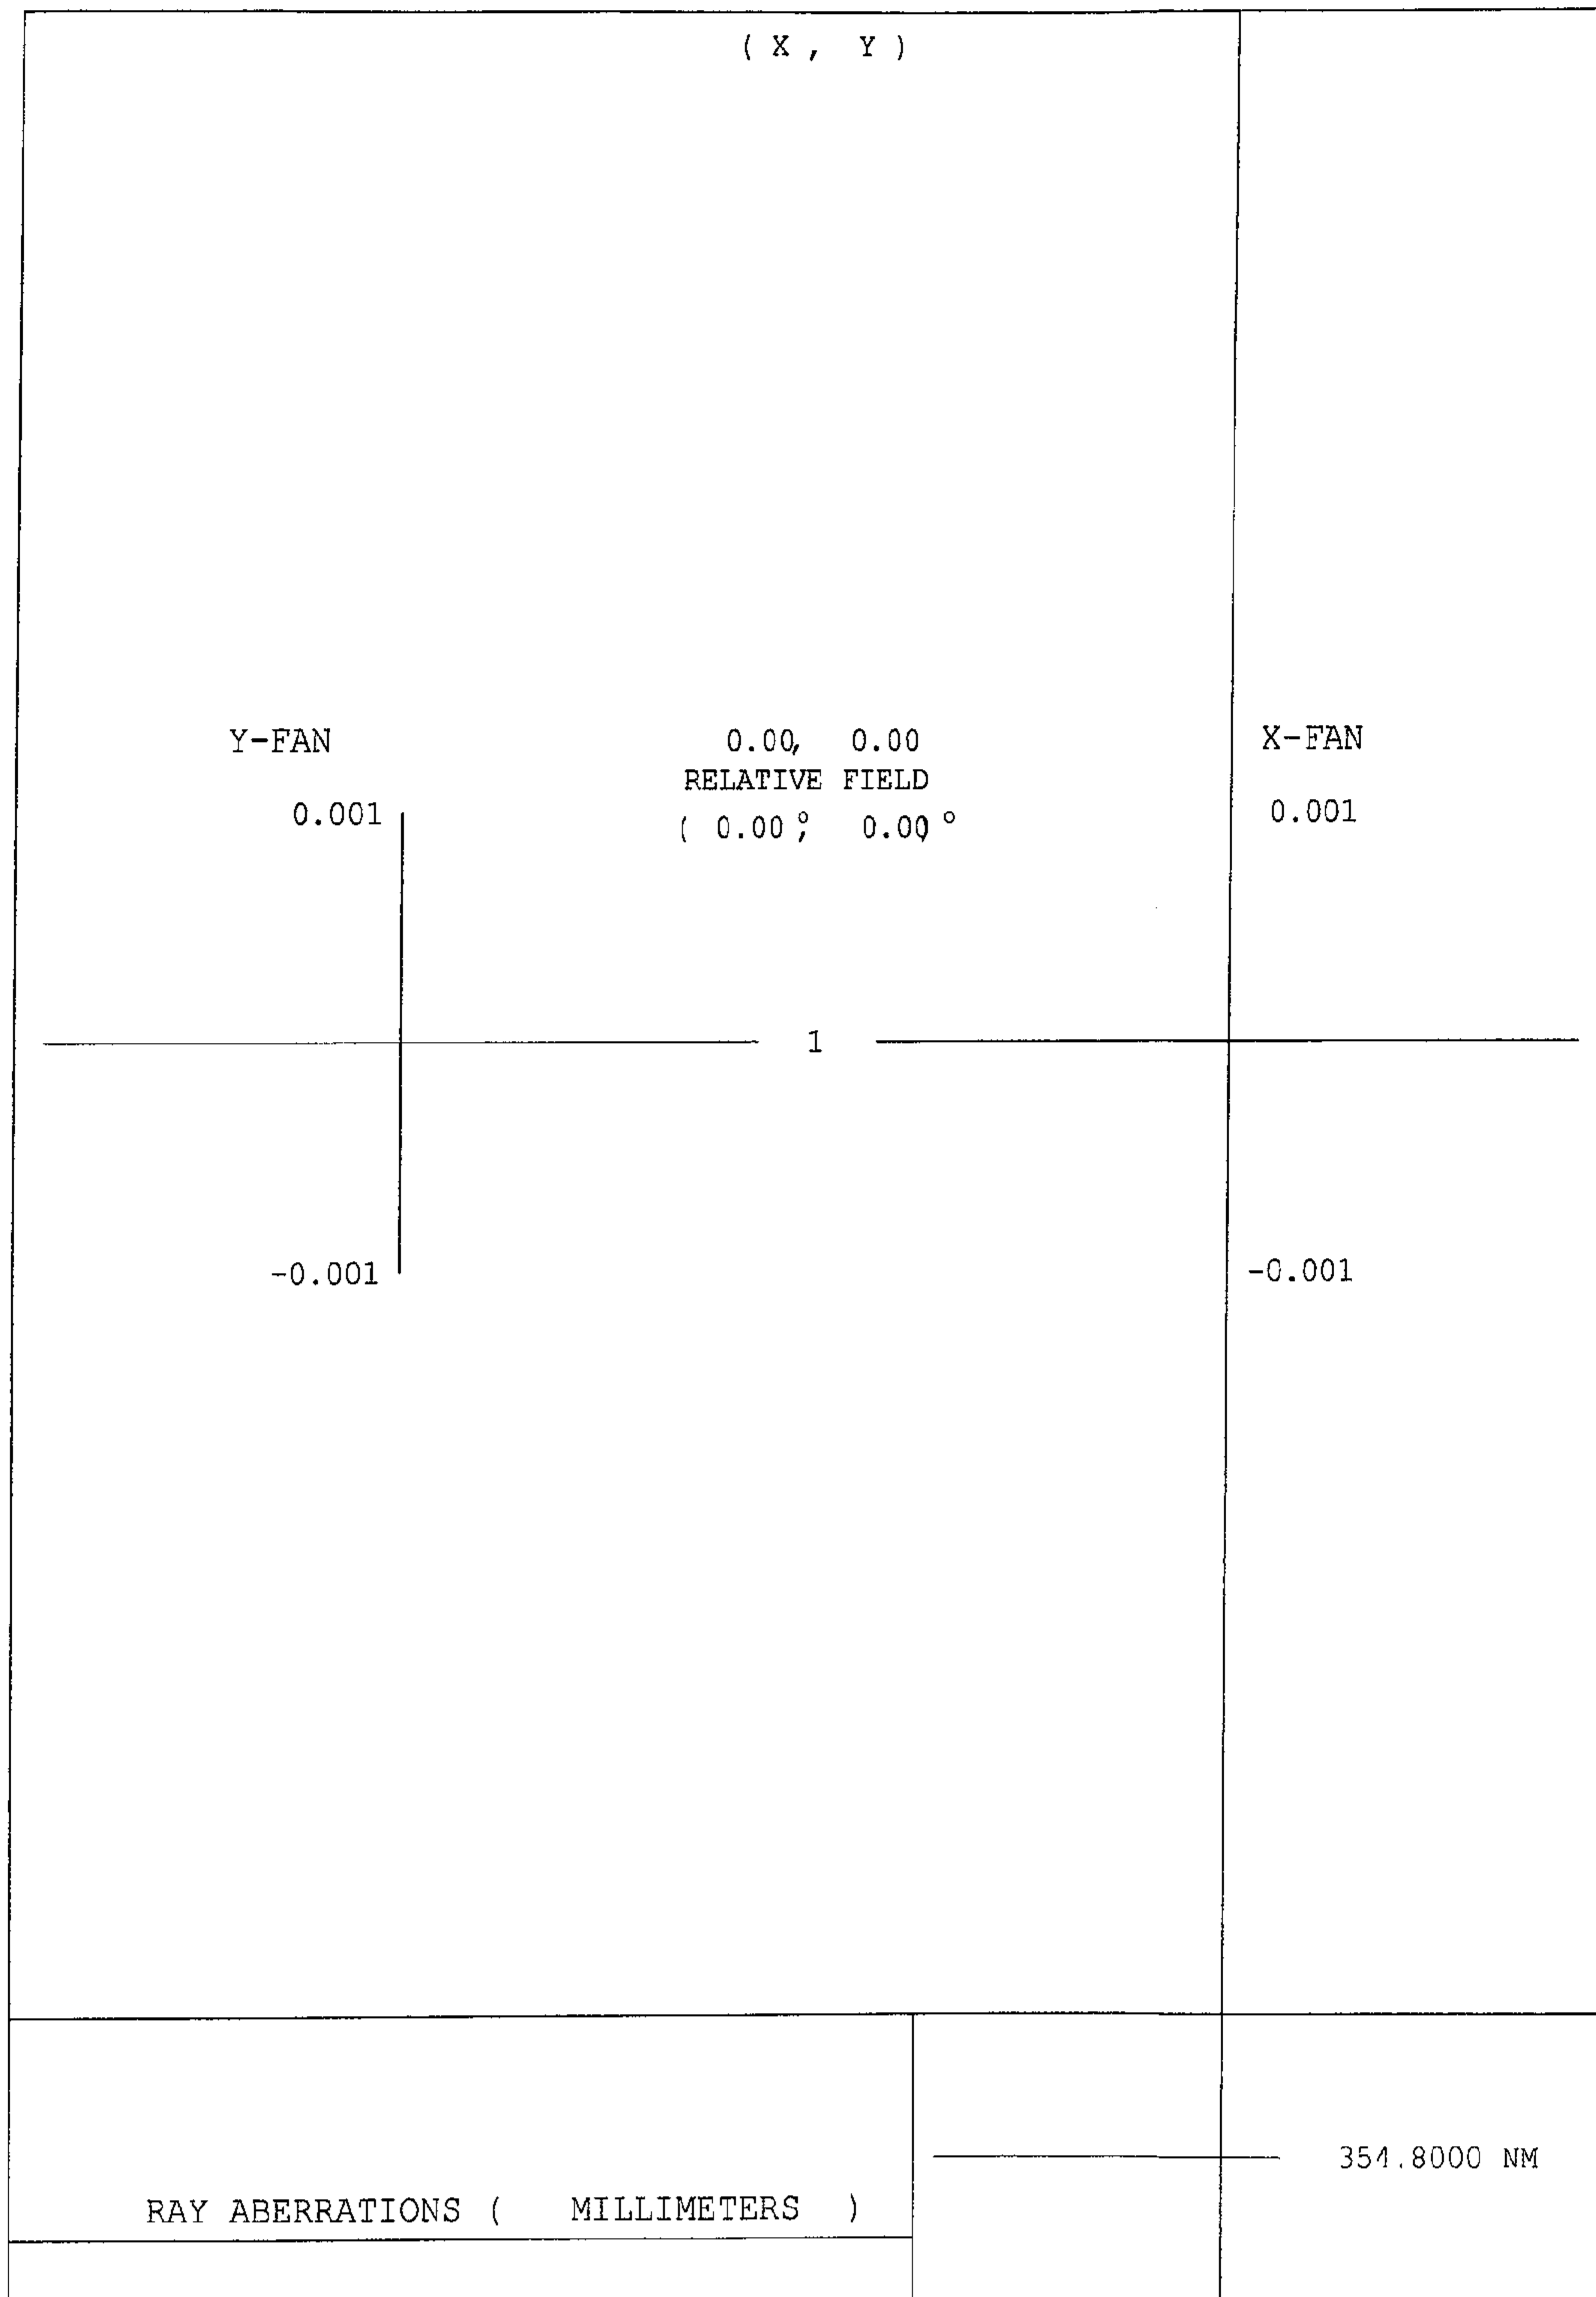 ( X , Y )
Y-FAN
0.00, 0.00
X-FAN
RELATIVE FIELD
0.001
( 0.00 °, 0.00) °
0.001
1
-0.001
-0.001
354.8000 NM
RAY ABERRATIONS ( MILLIMETERS )